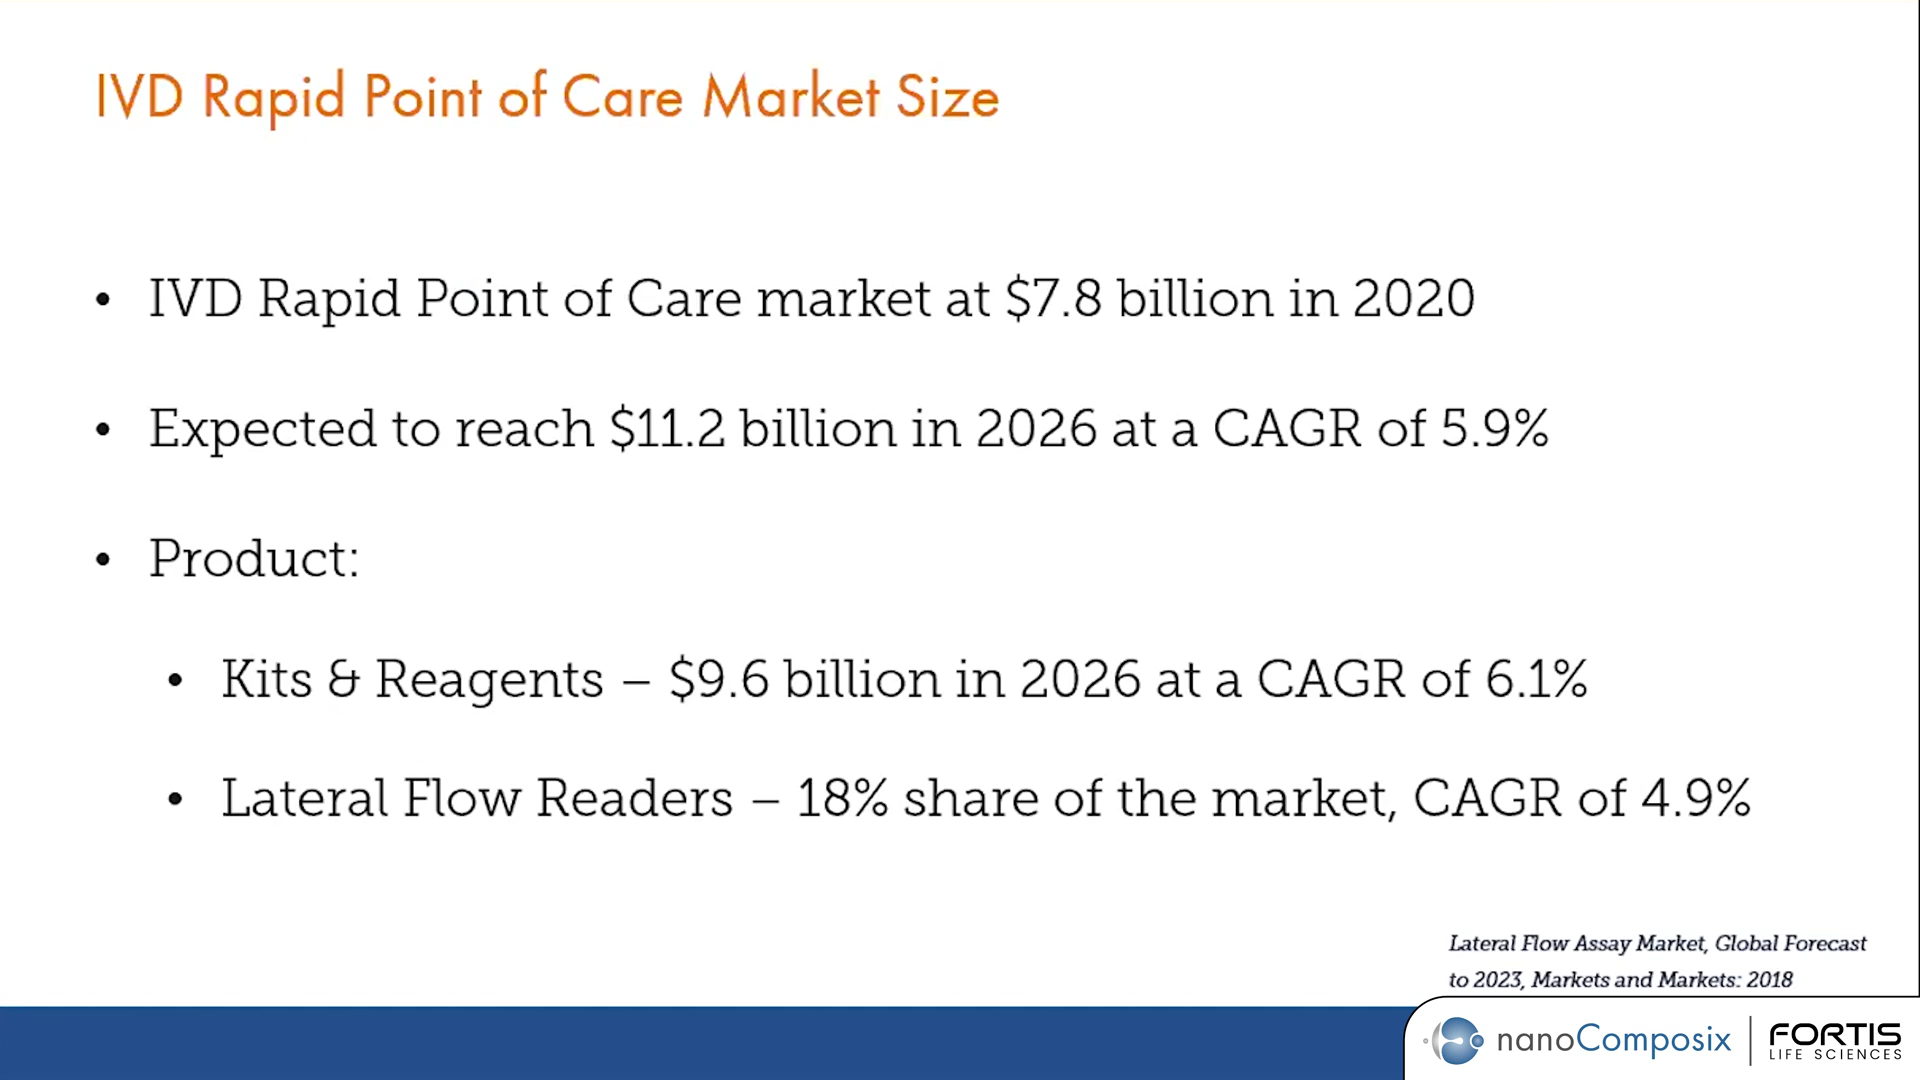 IVD Rapid Point of Care Market Size
• IVD Rapid Point of Care market at $7.8 billion in 2020
• Expected to reach $11.2 billion in 2026 at a CAGR of 5.9%
• Product:
• Kits & Reagents – $9.6 billion in 2026 at a CAGR of 6.1%
• Lateral Flow Readers – 18% share of the market, CAGR of 4.9%
Lateral Flow Assay Market, Global Forecast
to 2023, Markets and Markets: 2018
nanoComposix | FORTIS
LIFE SCIENCES